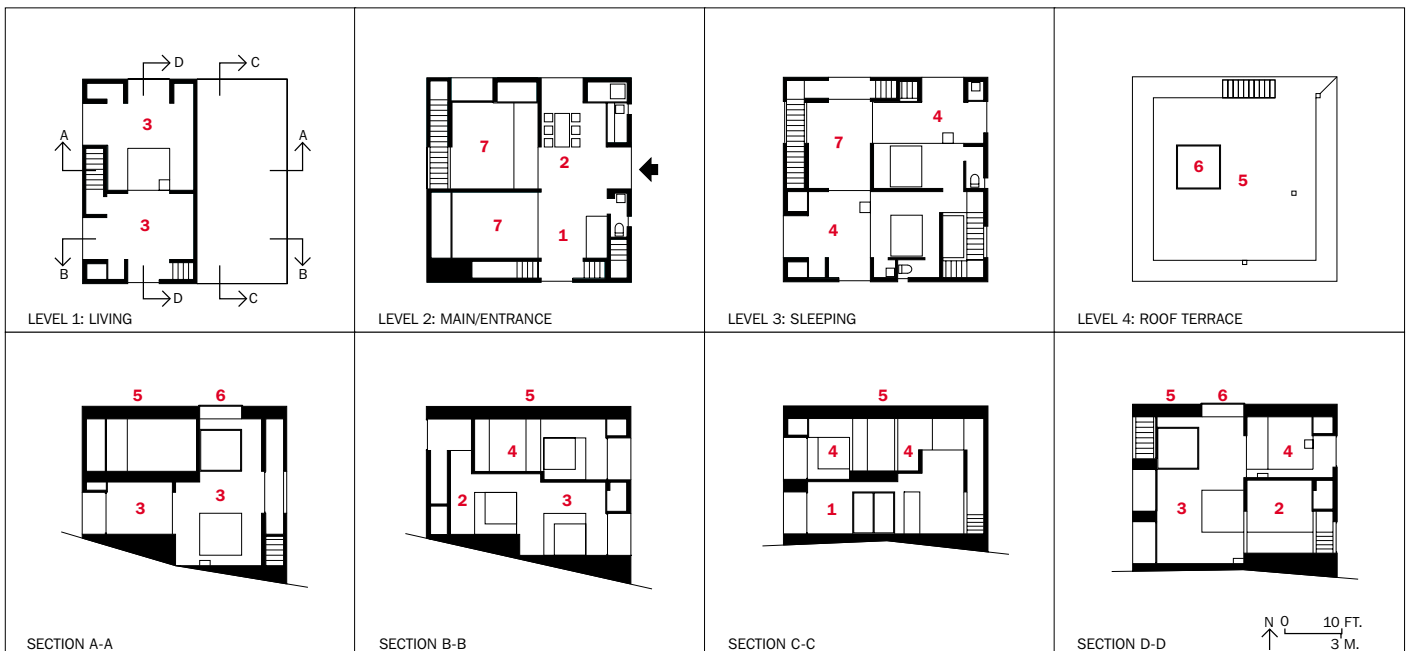 D C
3
A A
3
B B
D C
LEVEL 1: LIVING
7
2
7
1
LEVEL 2: MAIN/ENTRANCE
4
7
4
LEVEL 3: SLEEPING
6
5
LEVEL 4: ROOF TERRACE
5 6
3
3
SECTION A-A
5
4
2 3
SECTION B-B
5
4 4
1
SECTION C-C
5 6
4
3 2
SECTION D-D
N 0 10 FT.
3 M.